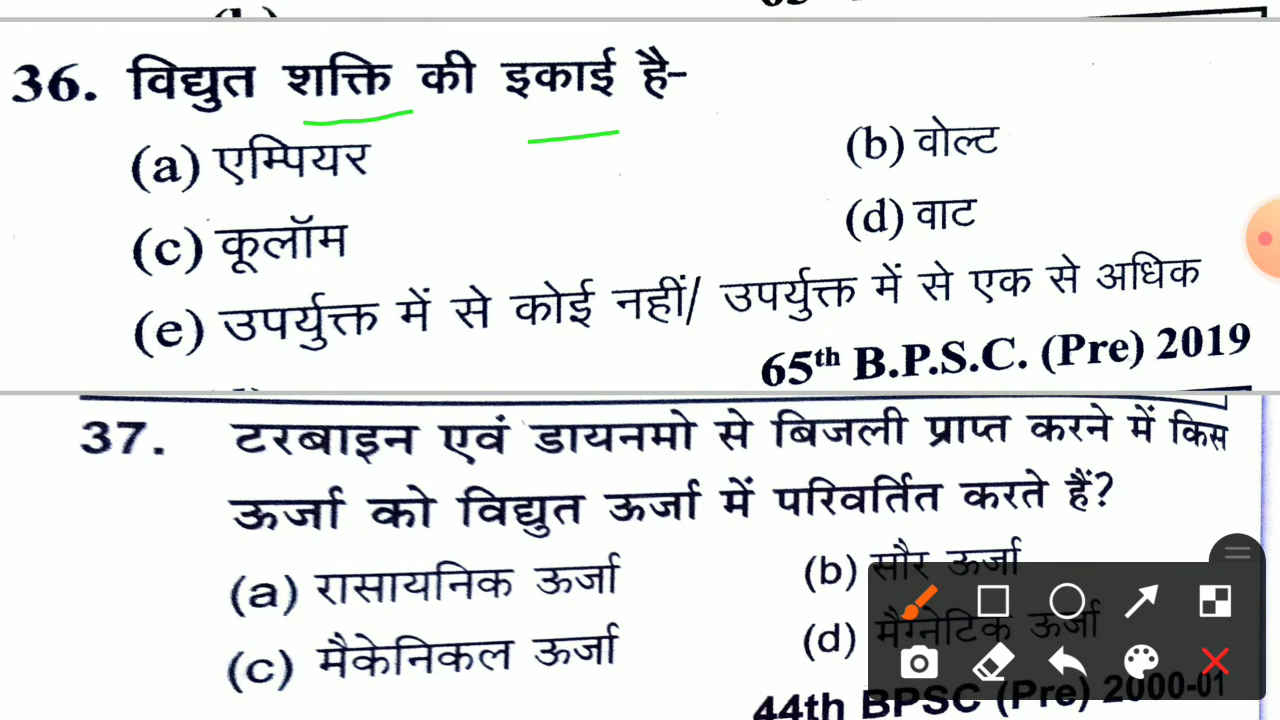 36. विद्युत शक्ति की इकाई है-
(a) एम्पियर
(b) वोल्ट
(c) कूलॉम
(d) वाट
(e) उपर्युक्त में से कोई नहीं/ उपर्युक्त में से एक से अधिक
65th B.P.S.C. (Pre) 2019
37. टरबाइन एवं डायनमो से बिजली प्राप्त करने में किस
ऊर्जा को विद्युत ऊर्जा में परिवर्तित करते हैं?
(a) रासायनिक ऊर्जा
(b) सौर ऊर्जा
(c) मैकेनिकल ऊर्जा
(d) मैग्नेटिक ऊर्जा
44th BPSC (Pre) 2000-01